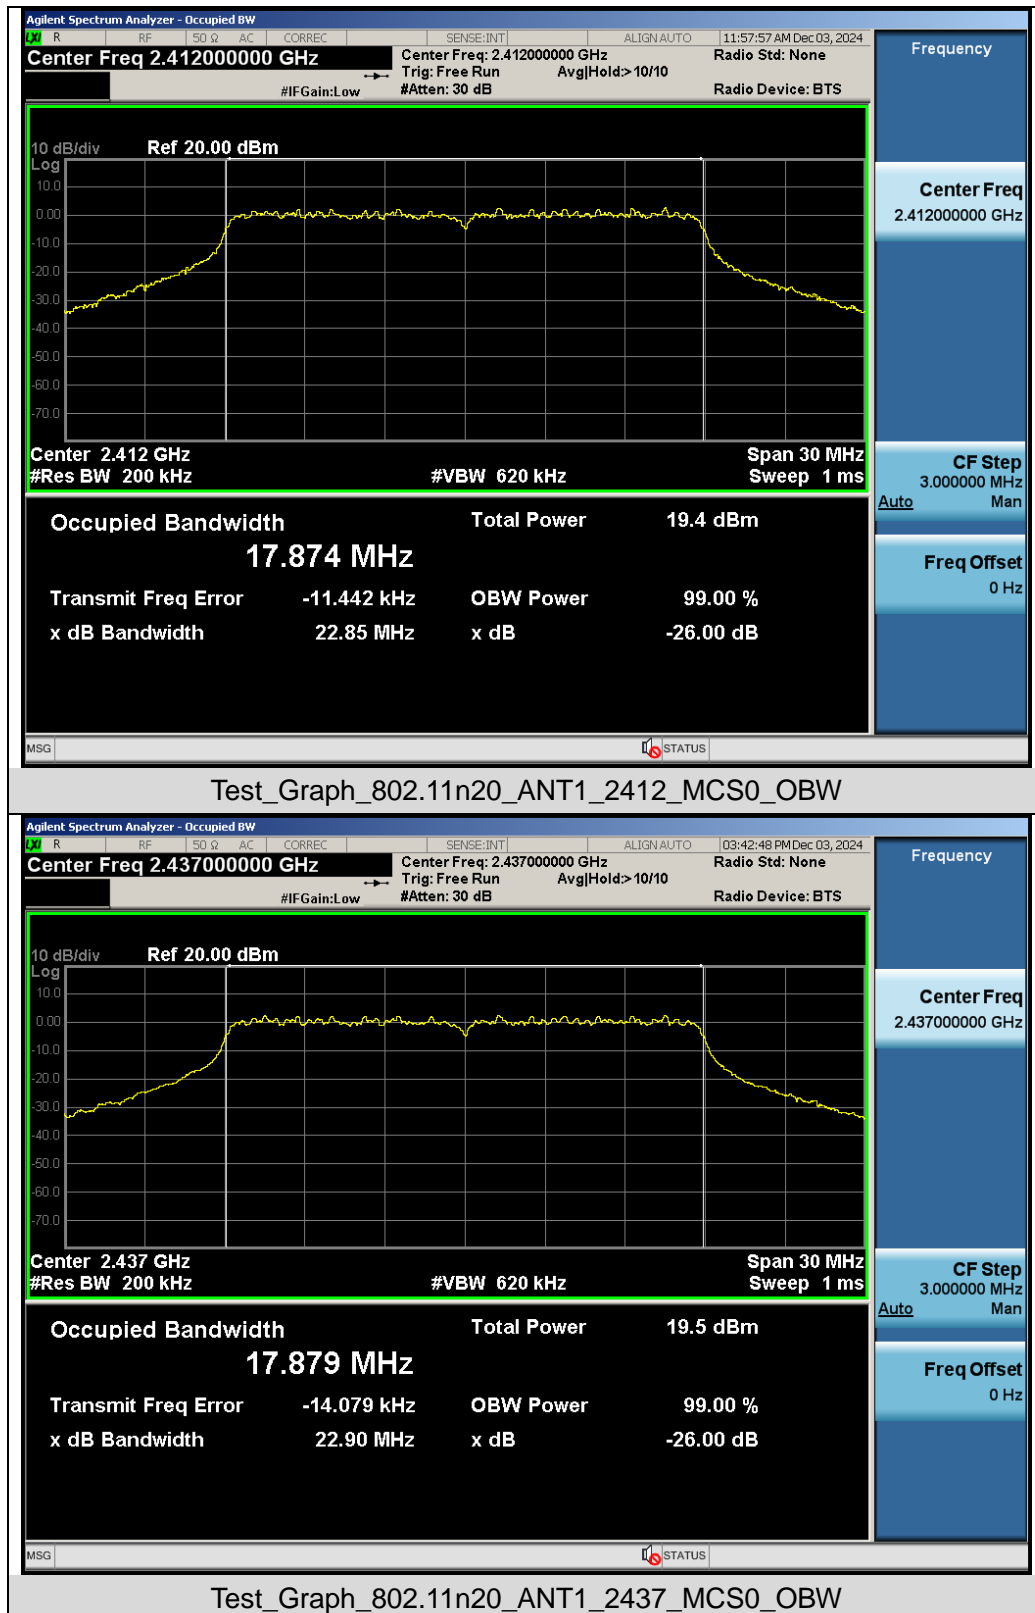 Agilent Spectrum Analyzer - Occupied BW
LXI R RF 50 Ω AC CORREC SENSE:INT ALIGN AUTO 11:57:57 AM Dec 03, 2024
Center Freq 2.412000000 GHz Center Freq: 2.412000000 GHz Radio Std: None
Trig: Free Run Avg|Hold:>10/10
#IFGain:Low #Atten: 30 dB Radio Device: BTS
Frequency
10 dB/div Ref 20.00 dBm
Log
10.0
0.00
-10.0
-20.0
-30.0
-40.0
-50.0
-60.0
-70.0
Center 2.412 GHz Span 30 MHz
#Res BW 200 kHz #VBW 620 kHz Sweep 1 ms
Center Freq
2.412000000 GHz
CF Step
3.000000 MHz
Auto Man
Freq Offset
0 Hz
Occupied Bandwidth Total Power 19.4 dBm
17.874 MHz
Transmit Freq Error -11.442 kHz OBW Power 99.00 %
x dB Bandwidth 22.85 MHz x dB -26.00 dB
MSG STATUS
Test_Graph_802.11n20_ANT1_2412_MCS0_OBW
Agilent Spectrum Analyzer - Occupied BW
LXI R RF 50 Ω AC CORREC SENSE:INT ALIGN AUTO 03:42:48 PM Dec 03, 2024
Center Freq 2.437000000 GHz Center Freq: 2.437000000 GHz Radio Std: None
Trig: Free Run Avg|Hold:>10/10
#IFGain:Low #Atten: 30 dB Radio Device: BTS
Frequency
10 dB/div Ref 20.00 dBm
Log
10.0
0.00
-10.0
-20.0
-30.0
-40.0
-50.0
-60.0
-70.0
Center 2.437 GHz Span 30 MHz
#Res BW 200 kHz #VBW 620 kHz Sweep 1 ms
Center Freq
2.437000000 GHz
CF Step
3.000000 MHz
Auto Man
Freq Offset
0 Hz
Occupied Bandwidth Total Power 19.5 dBm
17.879 MHz
Transmit Freq Error -14.079 kHz OBW Power 99.00 %
x dB Bandwidth 22.90 MHz x dB -26.00 dB
MSG STATUS
Test_Graph_802.11n20_ANT1_2437_MCS0_OBW